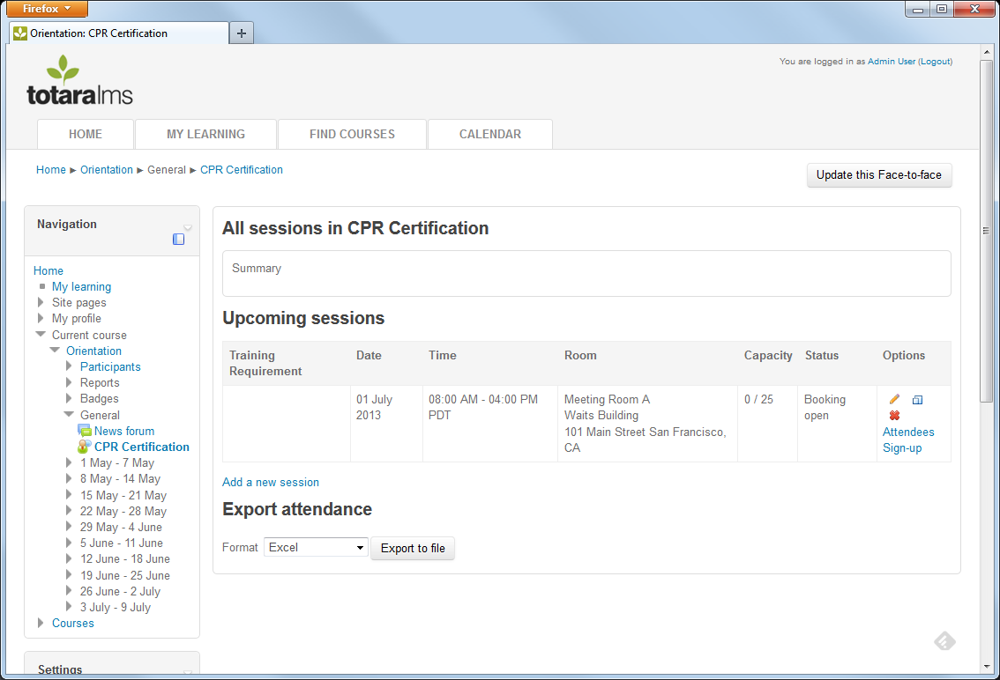 Firefox
Orientation: CPR Certification
You are logged in as Admin User (Logout)
totaralms
HOME
MY LEARNING
FIND COURSES
CALENDAR
Home ► Orientation ► General ► CPR Certification
Update this Face-to-face
Navigation
Home
My learning
Site pages
My profile
Current course
Orientation
Participants
Reports
Badges
General
News forum
CPR Certification
1 May - 7 May
8 May - 14 May
15 May - 21 May
22 May - 28 May
29 May - 4 June
5 June - 11 June
12 June - 18 June
19 June - 25 June
26 June - 2 July
3 July - 9 July
Courses
Settings
All sessions in CPR Certification
Summary
Upcoming sessions
Training
Requirement
Date
Time
Room
Capacity
Status
Options
01 July
2013
08:00 AM - 04:00 PM
PDT
Meeting Room A
Waits Building
101 Main Street San Francisco,
CA
0 / 25
Booking
open
Attendees
Sign-up
Add a new session
Export attendance
Format
Excel
Export to file